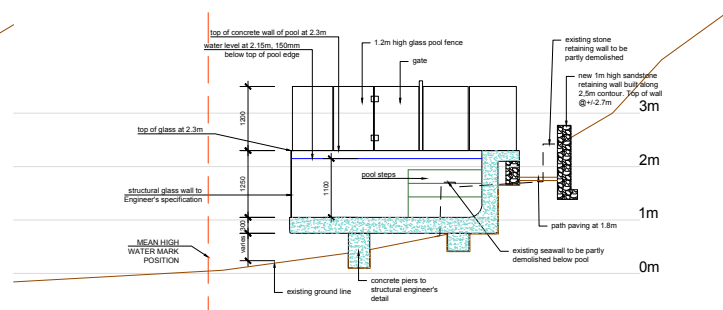 top of concrete wall of pool at 2.3m
water level at 2.15m, 150mm
below top of pool edge
1.2m high glass pool fence
gate
existing stone
retaining wall to be
partly demolished
new 1m high sandstone
retaining wall built along
2,5m contour. Top of wall
@+/-2.7m
3m
1200
top of glass at 2.3m
2m
pool steps
1250
1100
structural glass wall to
Engineer's specification
path paving at 1.8m
1m
300
varies
MEAN HIGH
WATER MARK
POSITION
existing seawall to be partly
demolished below pool
0m
existing ground line
concrete piers to
structural engineer's
detail